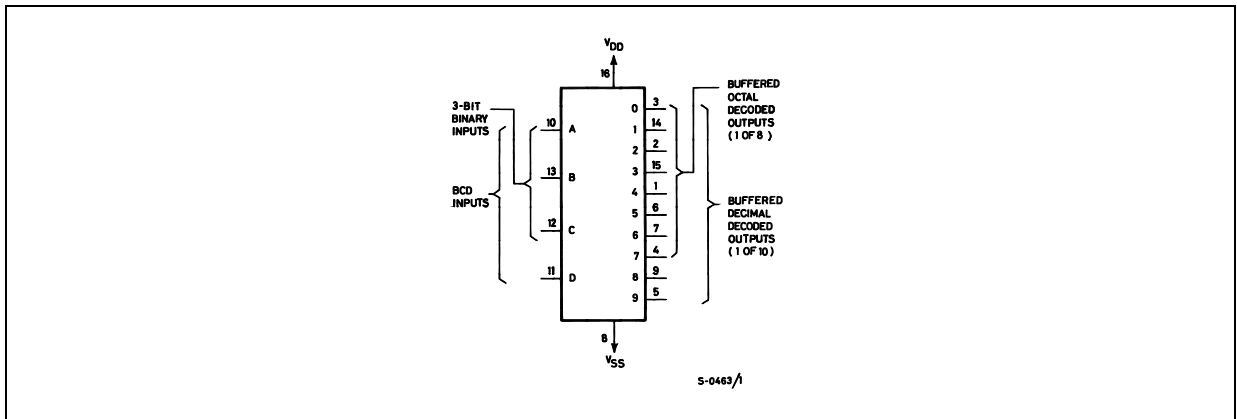 VDD
16
3-BIT
BINARY
INPUTS
BCD
INPUTS
10 A
13 B
12 C
11 D
0 3
1 14
2 2
3 15
4 1
5 6
6 7
7 4
8 9
9 5
BUFFERED
OCTAL
DECODED
OUTPUTS
(1 OF 8)
BUFFERED
DECIMAL
DECODED
OUTPUTS
(1 OF 10)
8
VSS
S-0463/1